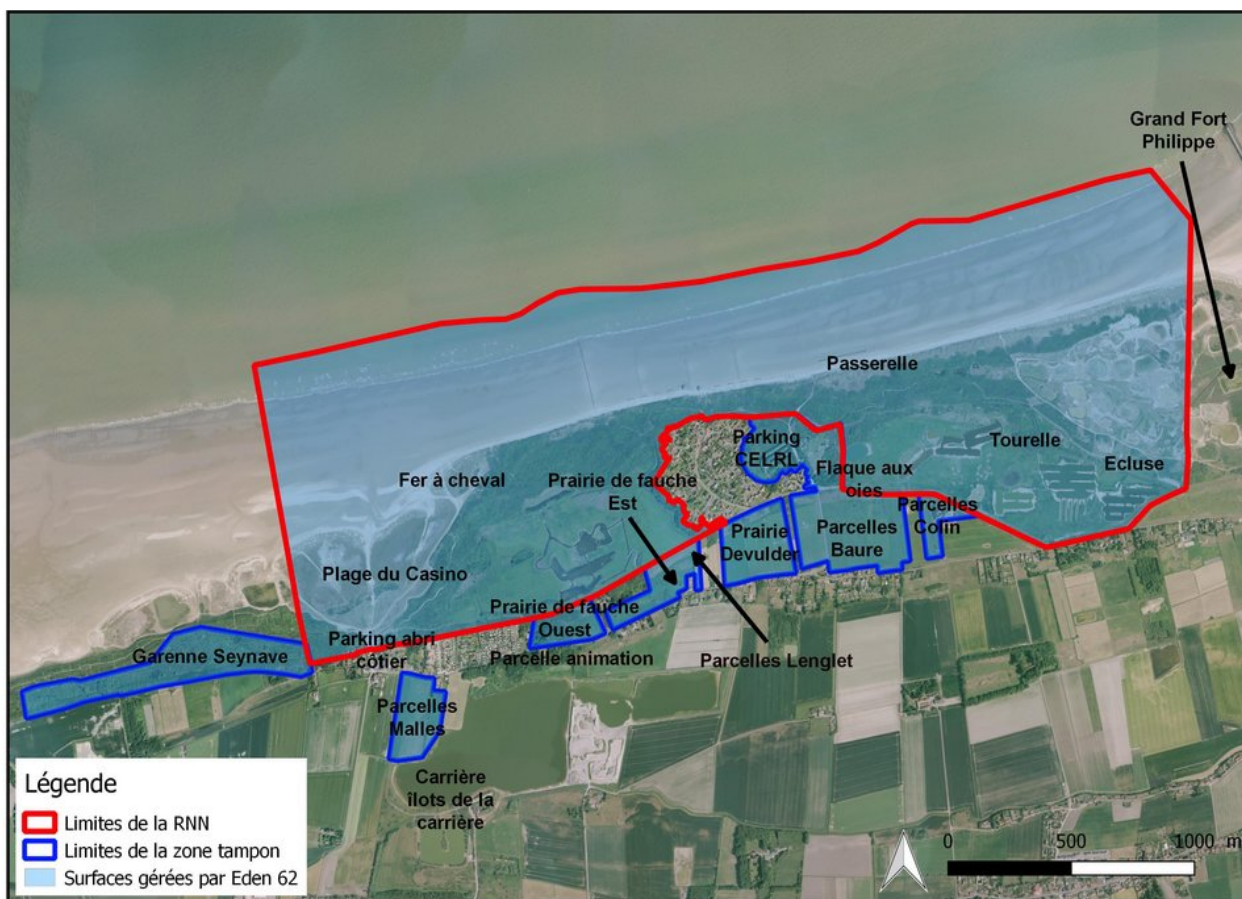 Grand Fort
Philippe
Passerelle
Parking
CELRL
Tourelle
Fer à cheval
Prairie de fauche
Est
Flaque aux
oies
Ecluse
Parcelles
Colin
Prairie
Devulder
Parcelles
Baure
Plage du Casino
Prairie de fauche
Ouest
Parking abri
côtier
Garenne Seynave
Parcelle animation
Parcelles Lenglet
Parcelles
Malles
Carrière
îlots de la
carrière
Légende
Limites de la RNN
Limites de la zone tampon
Surfaces gérées par Eden 62
0 500 1000 m